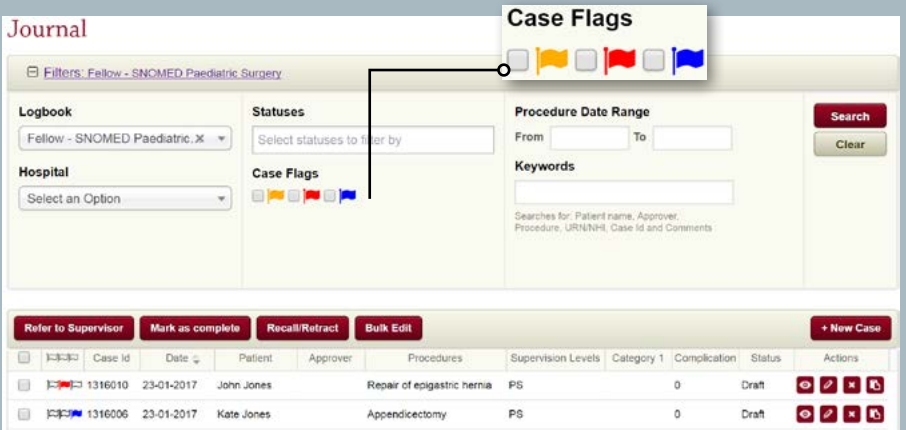 Journal
Case Flags
Filters: Fellow - SNOMED Paediatric Surgery
Logbook
Fellow - SNOMED Paediatric.
Hospital
Select an Option
Statuses
Select statuses to filter by
Case Flags
Procedure Date Range
From To
Keywords
Searches for: Patient name, Approver,
Procedure, URN/NHI, Case Id and Comments
Search
Clear
Refer to Supervisor Mark as complete Recall/Retract Bulk Edit + New Case
Case Id Date Patient Approver Procedures Supervision Levels Category 1 Complication Status Actions
1316010 23-01-2017 John Jones Repair of epigastric hernia PS 0 Draft
1316006 23-01-2017 Kate Jones Appendicectomy PS 0 Draft